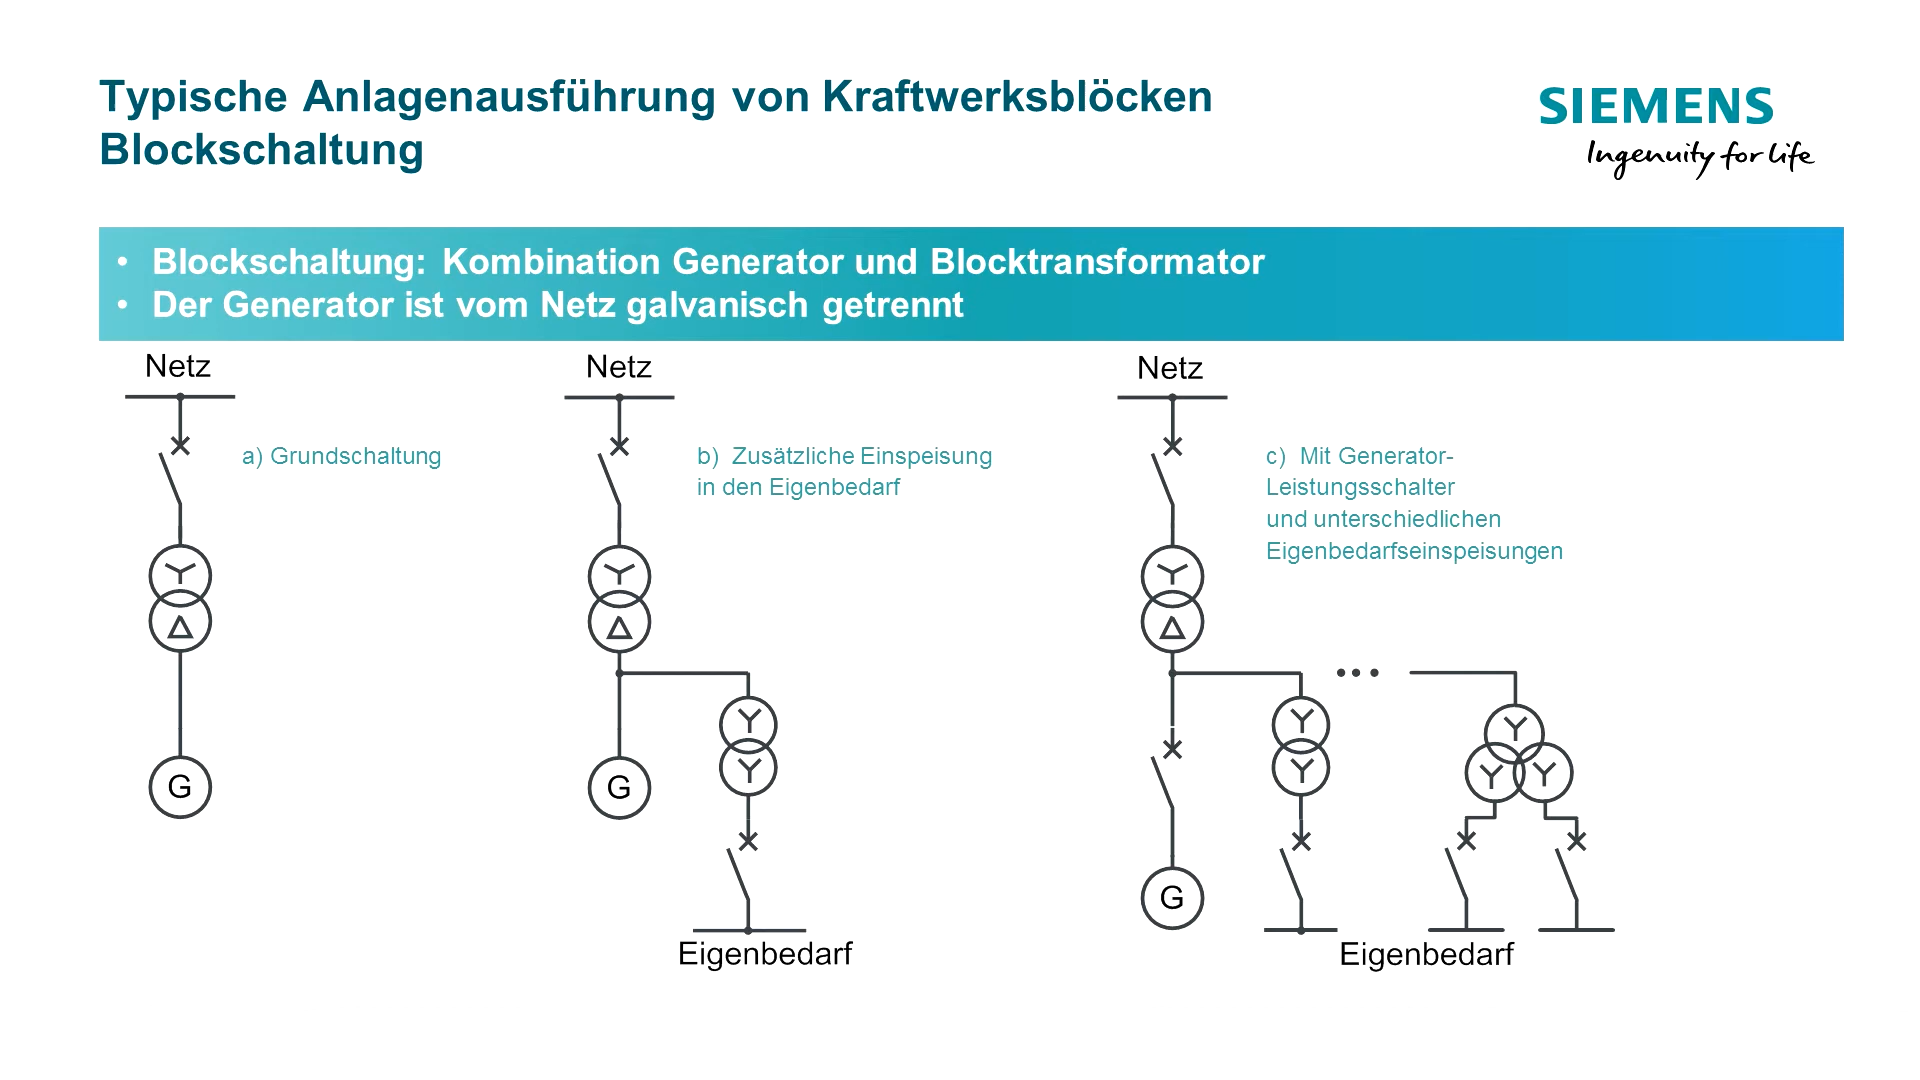 Typische Anlagenausführung von Kraftwerksblöcken
Blockschaltung
SIEMENS
Ingenuity for life
• Blockschaltung: Kombination Generator und Blocktransformator
• Der Generator ist vom Netz galvanisch getrennt
Netz
a) Grundschaltung
G
Netz
b) Zusätzliche Einspeisung
in den Eigenbedarf
G
Eigenbedarf
Netz
c) Mit Generator-
Leistungsschalter
und unterschiedlichen
Eigenbedarfseinspeisungen
G
Eigenbedarf